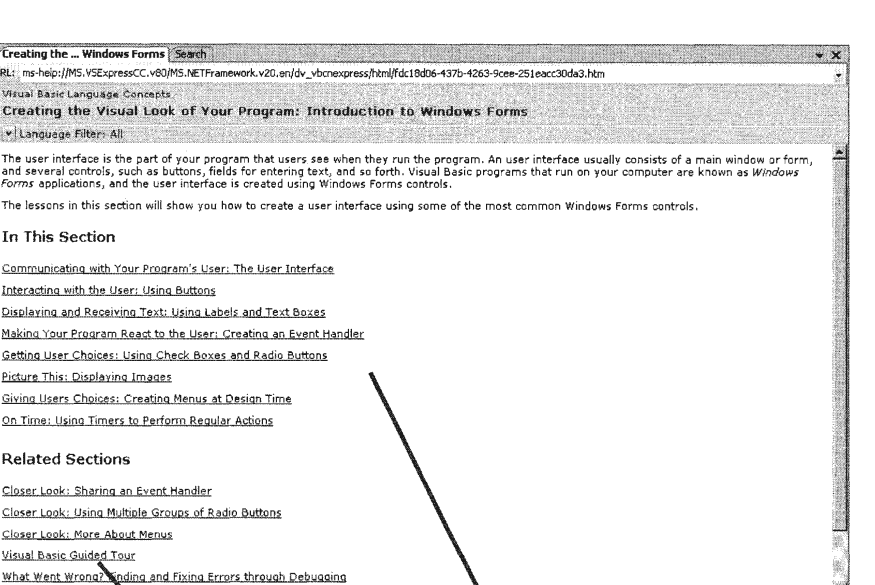 Creating the ... Windows Forms Search
RL: ms-help://MS.VSExpressCC.v80/MS.NETFramework.v20.en/dv_vbcnexpress/html/fdc18d06-437b-4263-9cee-251eacc30da3.htm
Visual Basic Language Concepts
Creating the Visual Look of Your Program: Introduction to Windows Forms
Language Filter: All
The user interface is the part of your program that users see when they run the program. An user interface usually consists of a main window or form,
and several controls, such as buttons, fields for entering text, and so forth. Visual Basic programs that run on your computer are known as Windows
Forms applications, and the user interface is created using Windows Forms controls.
The lessons in this section will show you how to create a user interface using some of the most common Windows Forms controls.
In This Section
Communicating with Your Program's User: The User Interface
Interacting with the User: Using Buttons
Displaying and Receiving Text: Using Labels and Text Boxes
Making Your Program React to the User: Creating an Event Handler
Getting User Choices: Using Check Boxes and Radio Buttons
Picture This: Displaying Images
Giving Users Choices: Creating Menus at Design Time
On Time: Using Timers to Perform Regular Actions
Related Sections
Closer Look: Sharing an Event Handler
Closer Look: Using Multiple Groups of Radio Buttons
Closer Look: More About Menus
Visual Basic Guided Tour
What Went Wrong? Finding and Fixing Errors through Debugging